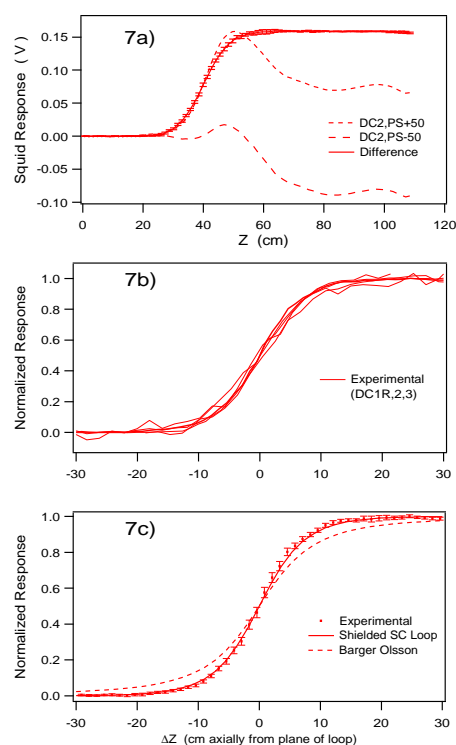 7a)
Squid Response ( V )
0.15
0.10
0.05
0.00
-0.05
-0.10
DC2,PS+50
DC2,PS-50
Difference
0 20 40 60 80 100 120
Z (cm)
7b)
Normalized Response
1.0
0.8
0.6
0.4
0.2
0.0
Experimental
(DC1R,2,3)
-30 -20 -10 0 10 20 30
7c)
Normalized Response
1.0
0.8
0.6
0.4
0.2
0.0
Experimental
Shielded SC Loop
Barger Olsson
-30 -20 -10 0 10 20 30
ΔZ (cm axially from plane of loop)